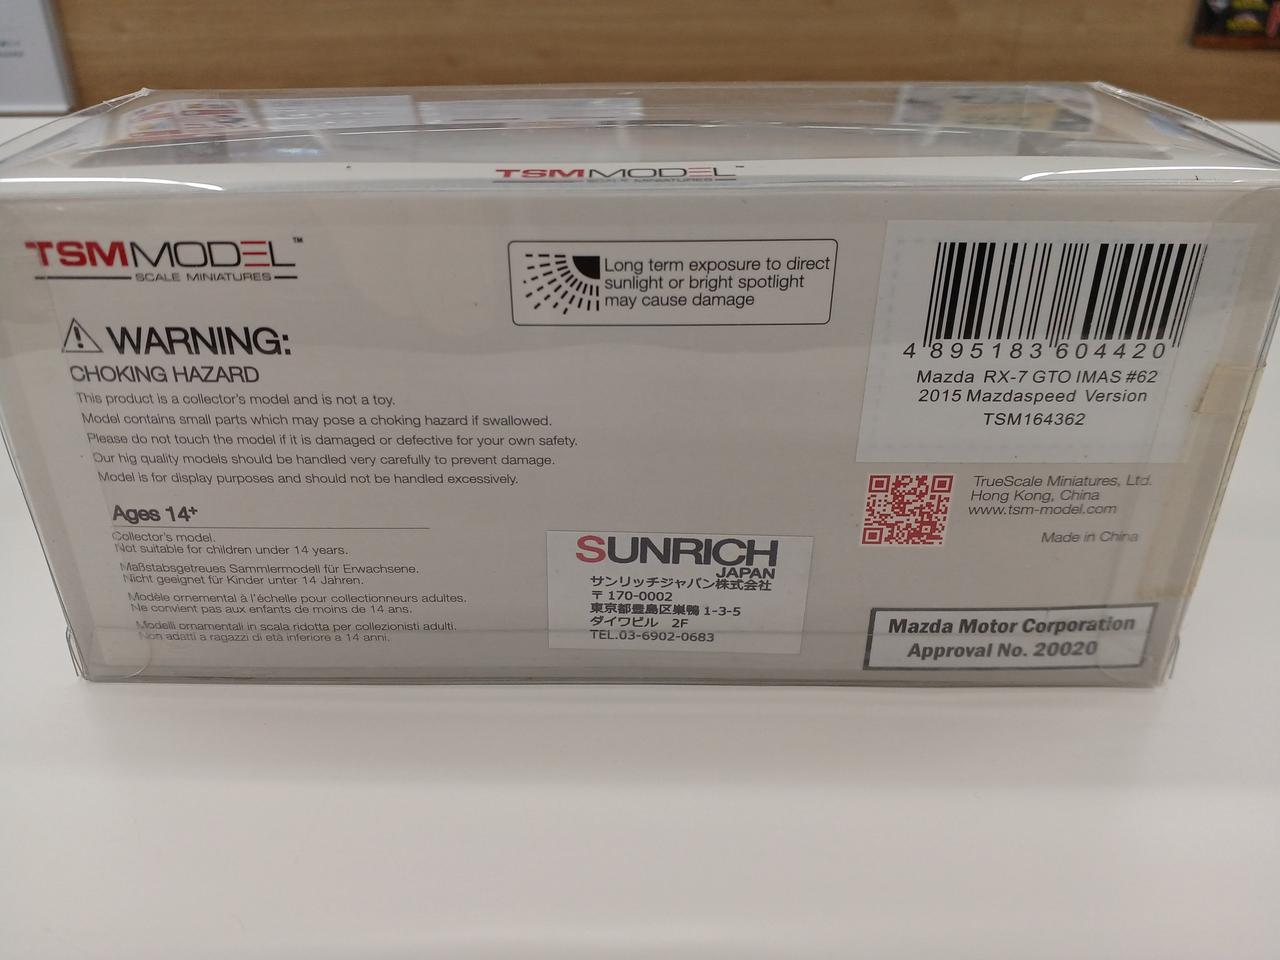 TSMMODEL™
SCALE MINIATURES
TSMMODEL™
SCALE MINIATURES
Long term exposure to direct
sunlight or bright spotlight
may cause damage
WARNING:
CHOKING HAZARD
This product is a collector's model and is not a toy.
Model contains small parts which may pose a choking hazard if swallowed.
Please do not touch the model if it is damaged or defective for your own safety.
Our hig quality models should be handled very carefully to prevent damage.
Model is for display purposes and should not be handled excessively.
Ages 14+
Collector's model.
Not suitable for children under 14 years.
Maßstabsgetreues Sammlermodell für Erwachsene.
Nicht geeignet für Kinder unter 14 Jahren.
Modèle ornemental à l'échelle pour collectionneurs adultes.
Ne convient pas aux enfants de moins de 14 ans.
Modelli ornamentali in scala ridotta per collezionisti adulti.
Non adatti a ragazzi di età inferiore a 14 anni.
SUNRICH
JAPAN
サンリッチジャパン株式会社
〒170-0002
東京都豊島区巣鴨 1-3-5
ダイワビル 2F
TEL.03-6902-0683
4 895183 604420
Mazda RX-7 GTO IMAS #62
2015 Mazdaspeed Version
TSM164362
TrueScale Miniatures, Ltd.
Hong Kong, China
www.tsm-model.com
Made in China
Mazda Motor Corporation
Approval No. 20020